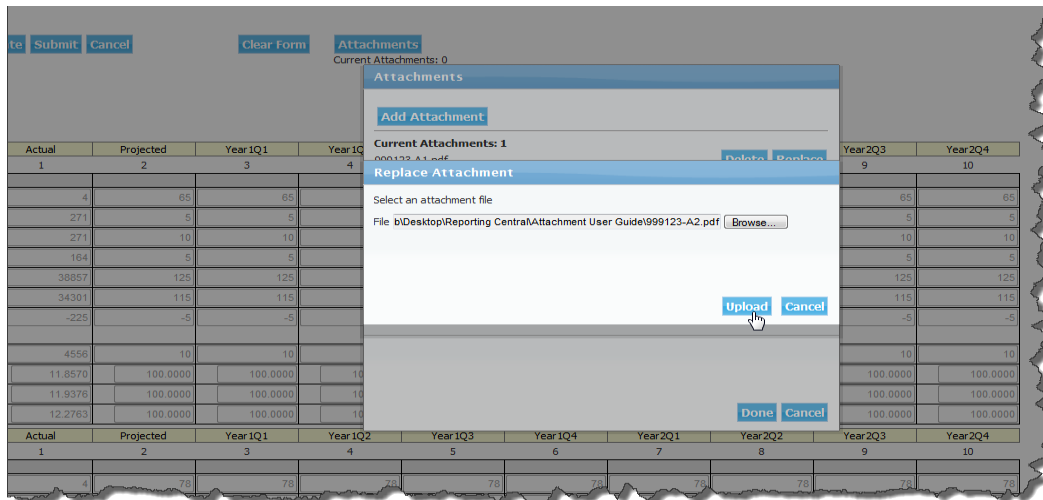 te Submit Cancel Clear Form Attachments
Current Attachments: 0
Attachments
Add Attachment
Current Attachments: 1
999123-A1.pdf Delete Replace
Replace Attachment
Select an attachment file
File b\Desktop\Reporting Central\Attachment User Guide\999123-A2.pdf Browse...
Upload Cancel
Done Cancel
Actual Projected Year1Q1 Year1Q Year2Q3 Year2Q4
1 2 3 4 9 10
4 65 65 65 65
271 5 5 5 5
271 10 10 10 10
164 5 5 5 5
38857 125 125 125 125
34301 115 115 115 115
-225 -5 -5 -5 -5
4556 10 10 10 10
11.8570 100.0000 100.0000 10 100.0000 100.0000
11.9376 100.0000 100.0000 10 100.0000 100.0000
12.2763 100.0000 100.0000 10 100.0000 100.0000
Actual Projected Year1Q1 Year1Q2 Year1Q3 Year1Q4 Year2Q1 Year2Q2 Year2Q3 Year2Q4
1 2 3 4 5 6 7 8 9 10
4 78 78 78 78 78 78 78 78 78